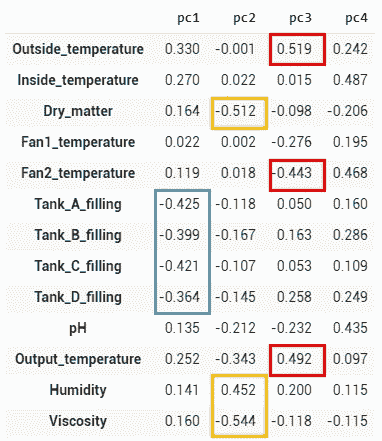 pc1 pc2 pc3 pc4
Outside_temperature 0.330 -0.001 0.519 0.242
Inside_temperature 0.270 0.022 0.015 0.487
Dry_matter 0.164 -0.512 -0.098 -0.206
Fan1_temperature 0.022 0.002 -0.276 0.195
Fan2_temperature 0.119 0.018 -0.443 0.468
Tank_A_filling -0.425 -0.118 0.050 0.160
Tank_B_filling -0.399 -0.167 0.163 0.286
Tank_C_filling -0.421 -0.107 0.053 0.109
Tank_D_filling -0.364 -0.145 0.258 0.249
pH 0.135 -0.212 -0.232 0.435
Output_temperature 0.252 -0.343 0.492 0.097
Humidity 0.141 0.452 0.200 0.115
Viscosity 0.160 -0.544 -0.118 -0.115